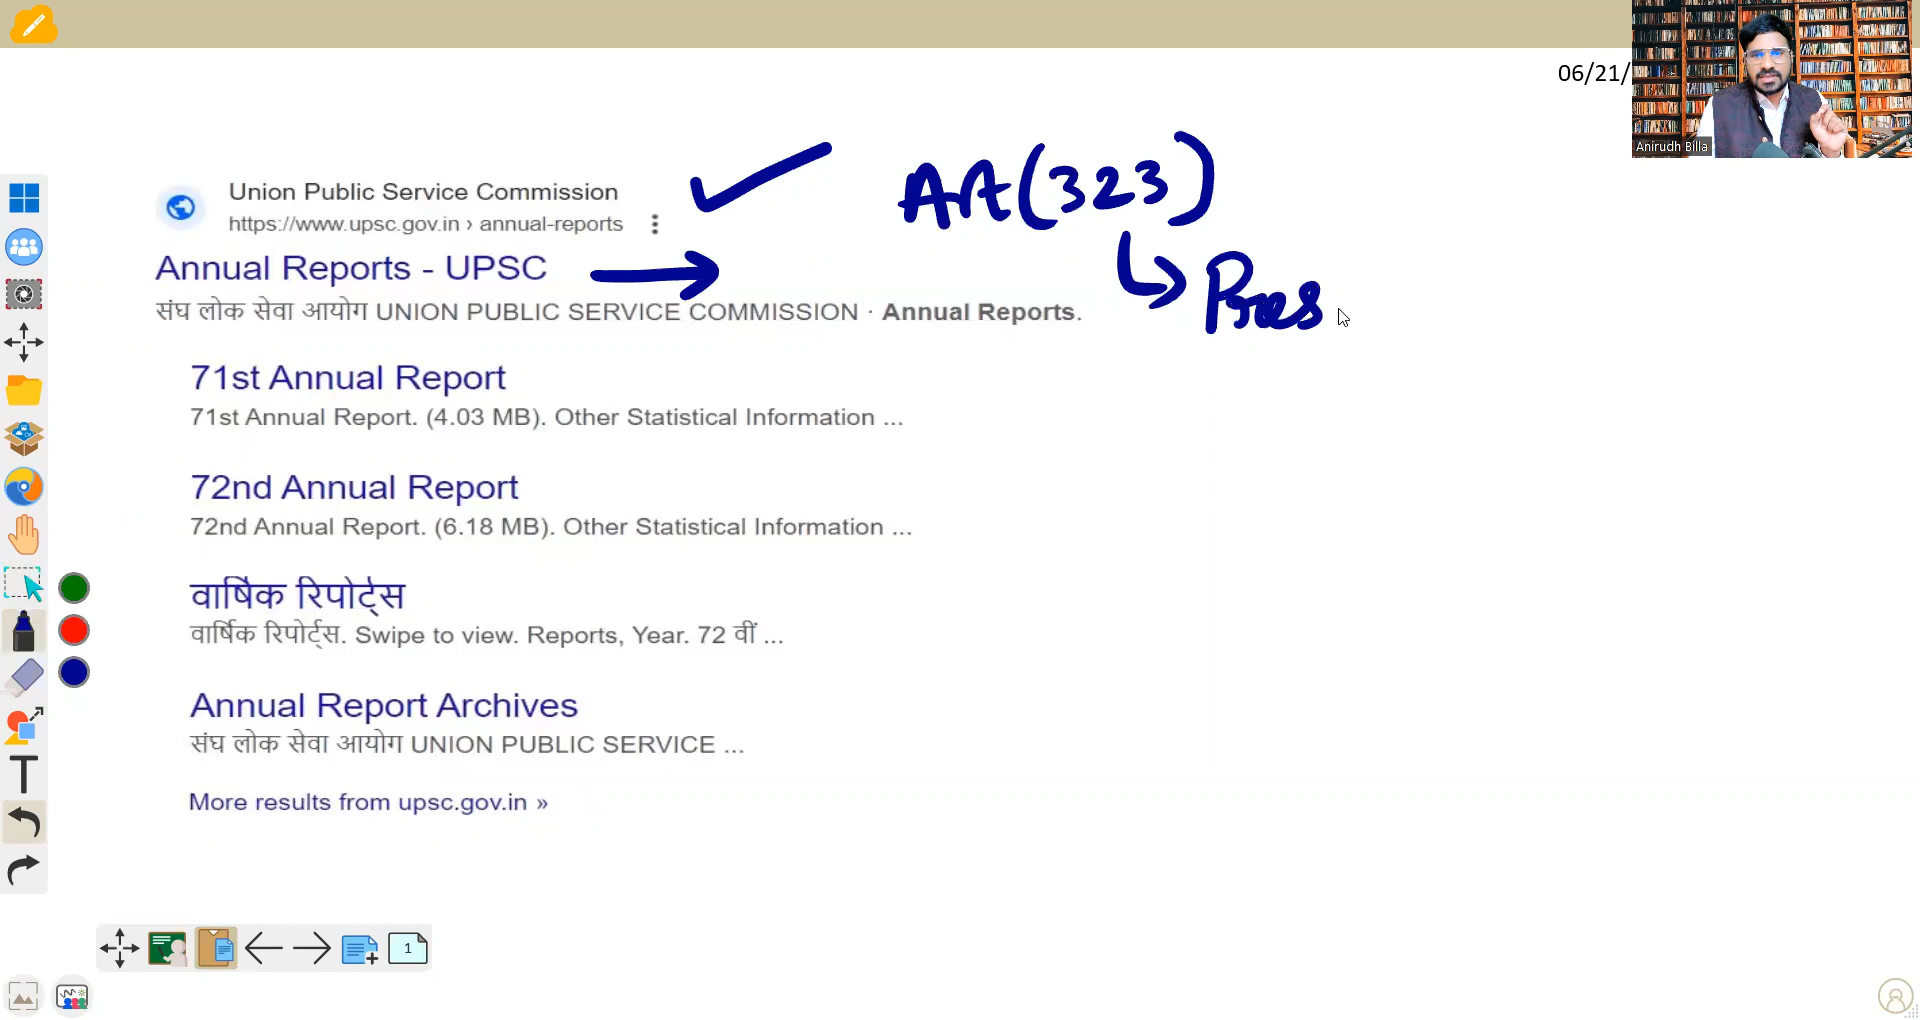 06/21/
Anirudh Billa
Union Public Service Commission
https://www.upsc.gov.in › annual-reports
Art(323)
Annual Reports - UPSC
Pres
संघ लोक सेवा आयोग UNION PUBLIC SERVICE COMMISSION · Annual Reports.
71st Annual Report
71st Annual Report. (4.03 MB). Other Statistical Information ...
72nd Annual Report
72nd Annual Report. (6.18 MB). Other Statistical Information ...
वार्षिक रिपोर्ट्स
वार्षिक रिपोर्ट्स. Swipe to view. Reports, Year. 72 वीं ...
Annual Report Archives
संघ लोक सेवा आयोग UNION PUBLIC SERVICE ...
More results from upsc.gov.in »
1